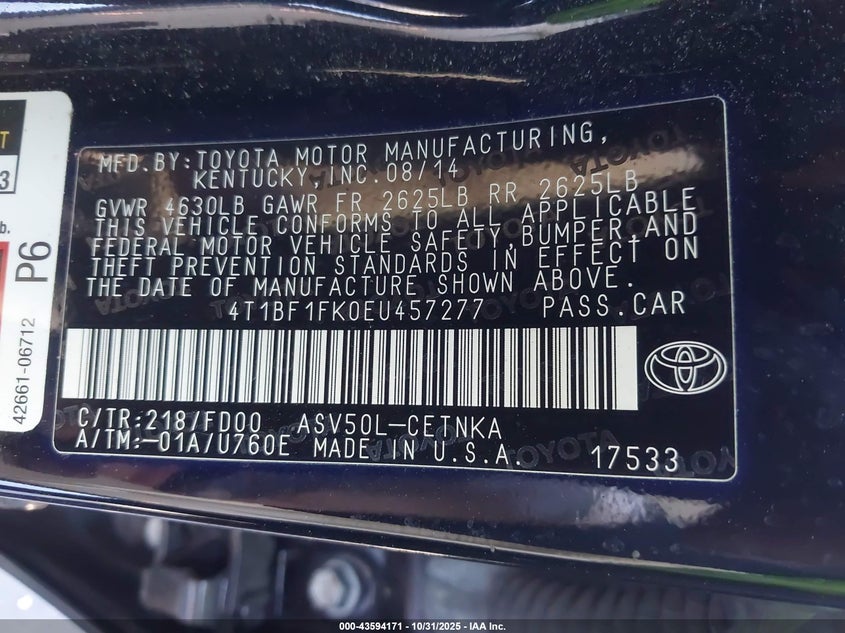 T
3
b.
P6
42661-06712
MFD.BY:TOYOTA MOTOR MANUFACTURING,
KENTUCKY,INC.08/14
GVWR 4630LB GAWR FR 2625LB RR 2625LB
THIS VEHICLE CONFORMS TO ALL APPLICABLE
FEDERAL MOTOR VEHICLE SAFETY,BUMPER,AND
THEFT PREVENTION STANDARDS IN EFFECT ON
THE DATE OF MANUFACTURE SHOWN ABOVE.
4T1BF1FK0EU457277 PASS.CAR
C/TR:218/FD00 ASV50L-CETNKA
A/TM:-01A/U760E MADE IN U.S.A. 17533
000-43594171 - 10/31/2025 - IAA Inc.